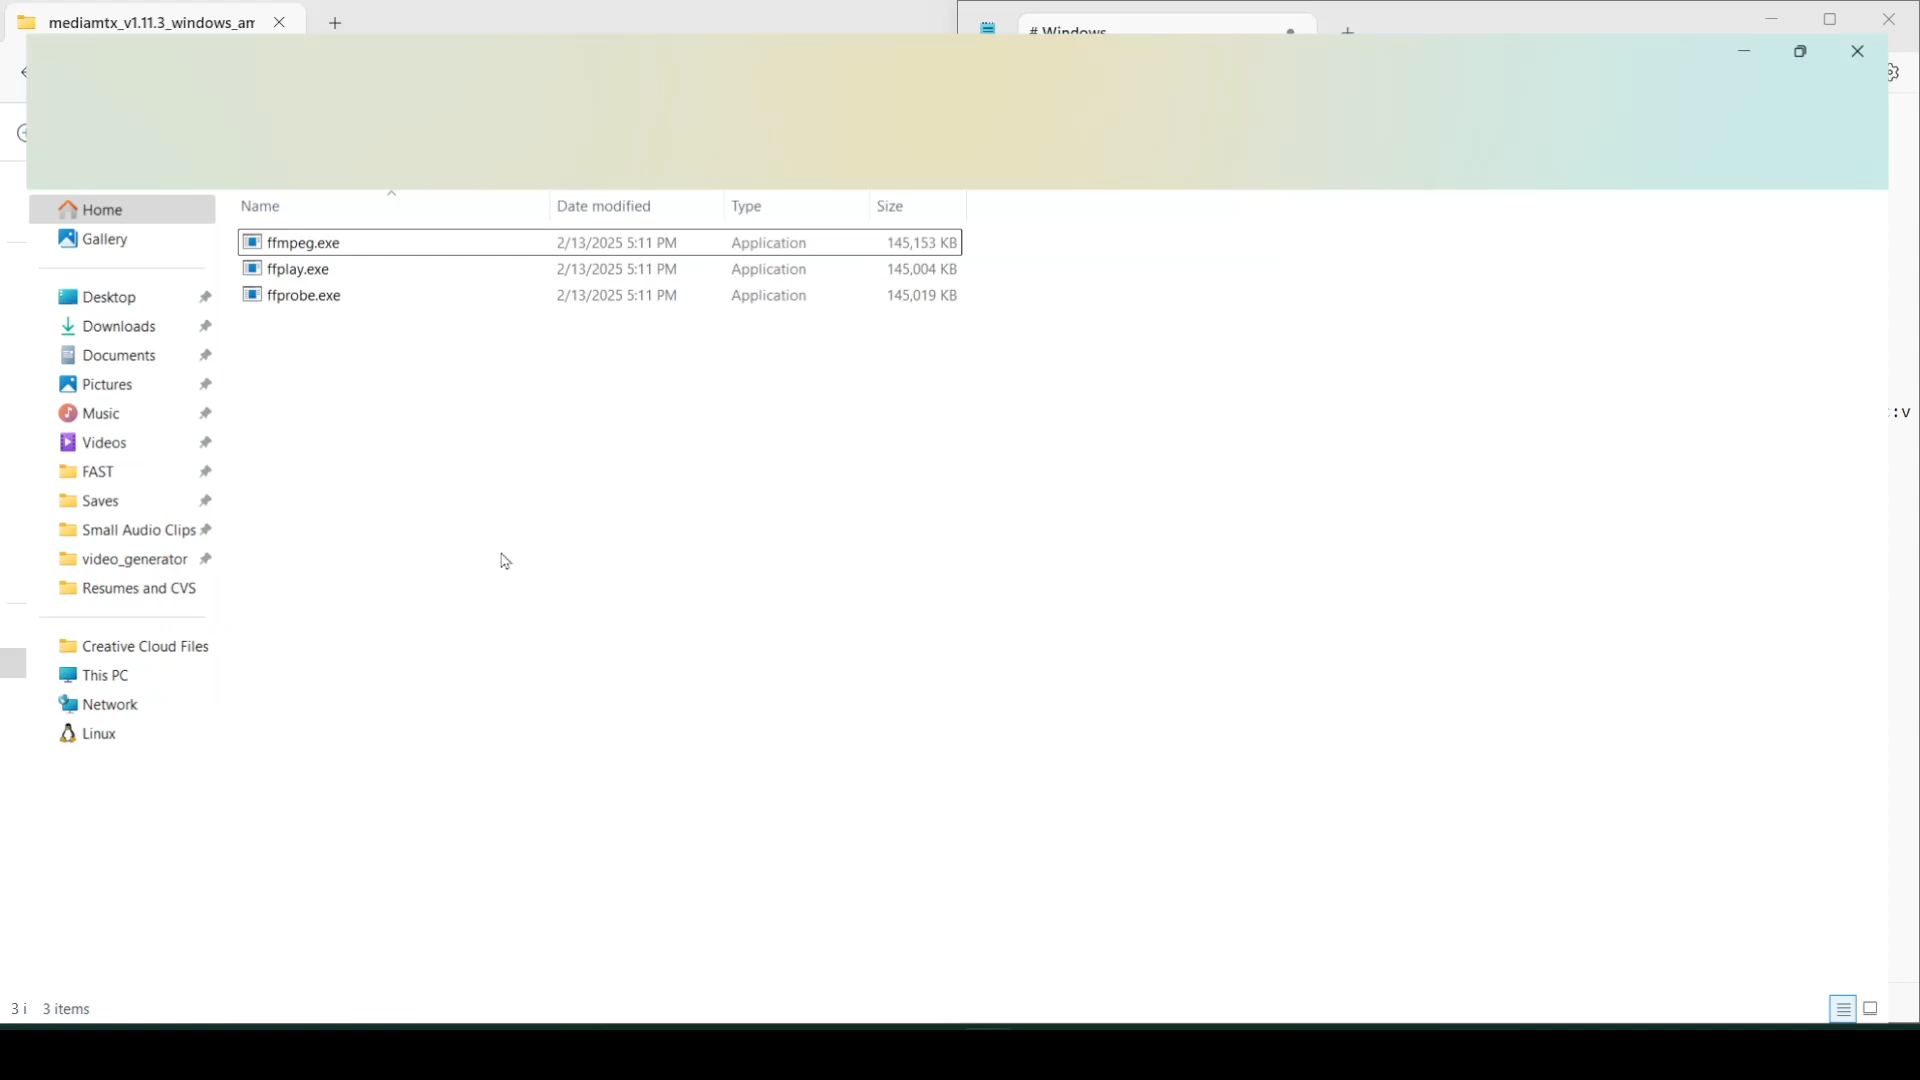 mediamtx_v1.11.3_windows_am
# Windows
Home
Gallery
Desktop
Downloads
Documents
Pictures
Music
Videos
FAST
Saves
Small Audio Clips
video_generator
Resumes and CVS
Creative Cloud Files
This PC
Network
Linux
Name Date modified Type Size
ffmpeg.exe 2/13/2025 5:11 PM Application 145,153 KB
ffplay.exe 2/13/2025 5:11 PM Application 145,004 KB
ffprobe.exe 2/13/2025 5:11 PM Application 145,019 KB
:v
3 i 3 items